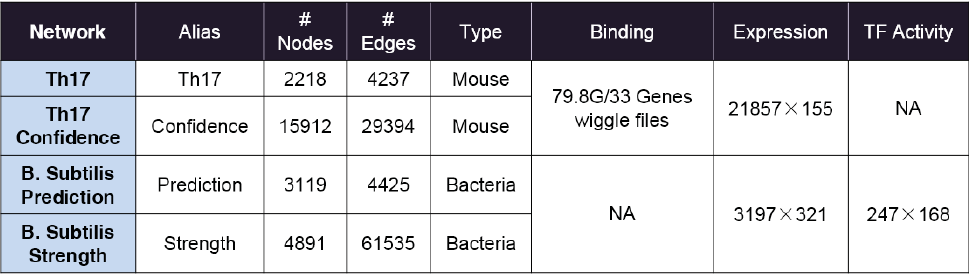 Network Alias # Nodes # Edges Type Binding Expression TF Activity
Th17 Th17 2218 4237 Mouse 79.8G/33 Genes wiggle files 21857×155 NA
Th17 Confidence Confidence 15912 29394 Mouse
B. Subtilis Prediction Prediction 3119 4425 Bacteria NA 3197×321 247×168
B. Subtilis Strength Strength 4891 61535 Bacteria